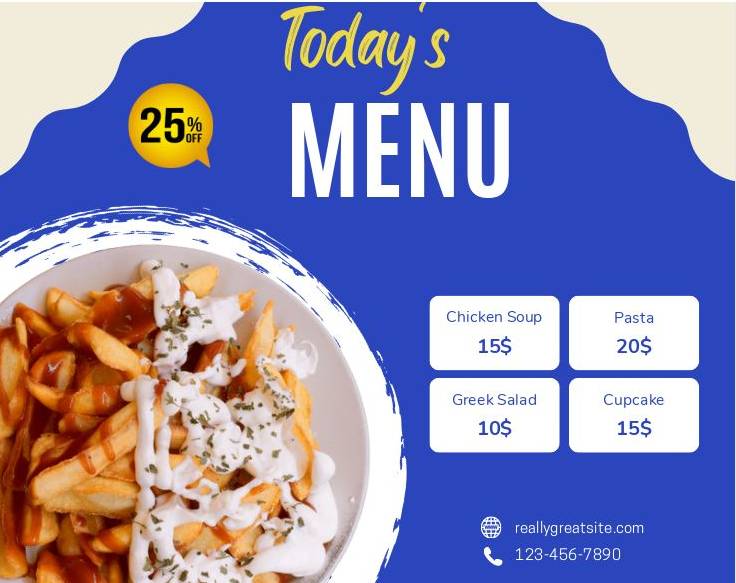 Today's
MENU
25%
OFF
Chicken Soup
15$
Pasta
20$
Greek Salad
10$
Cupcake
15$
reallygreatsite.com
123-456-7890